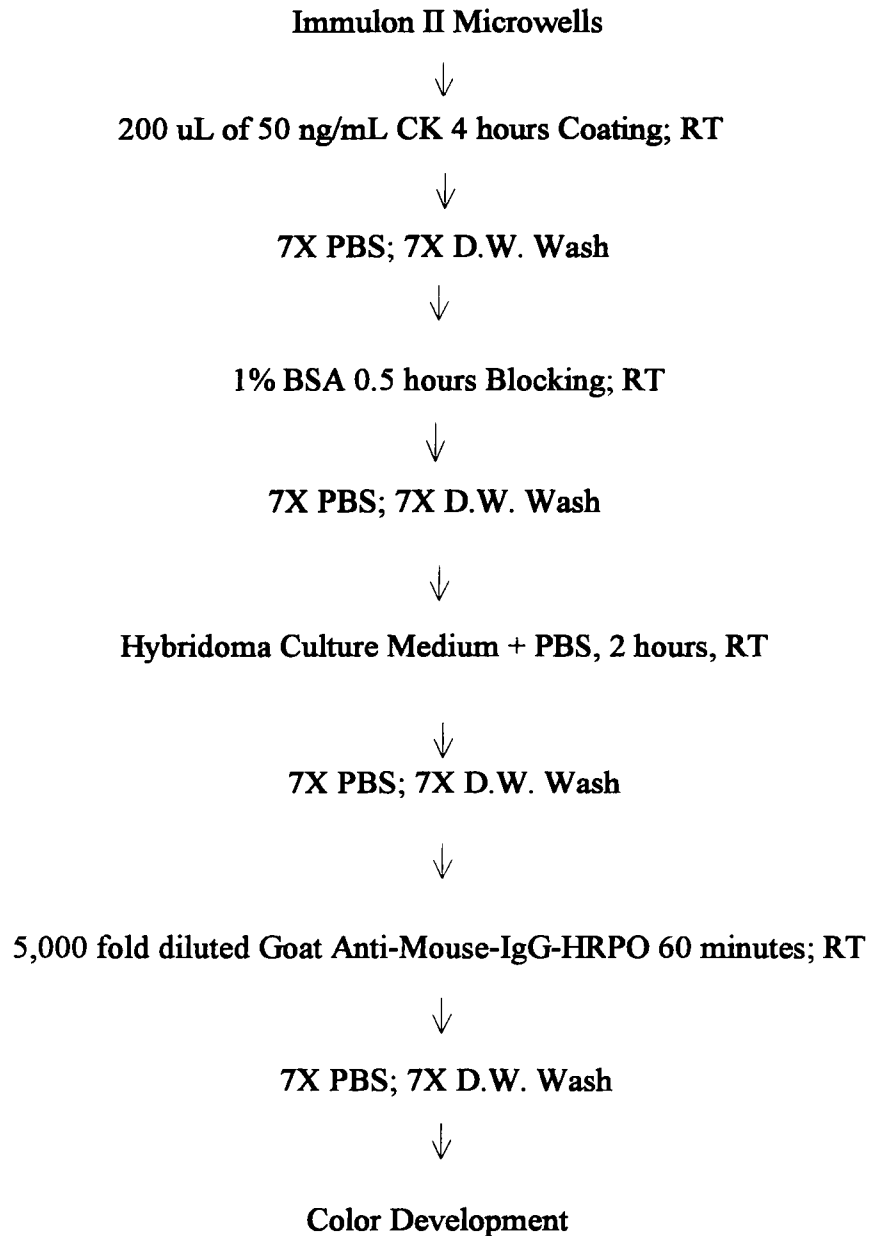 Immulon II Microwells
↓
200 uL of 50 ng/mL CK 4 hours Coating; RT
↓
7X PBS; 7X D.W. Wash
↓
1% BSA 0.5 hours Blocking; RT
↓
7X PBS; 7X D.W. Wash
↓
Hybridoma Culture Medium + PBS, 2 hours, RT
↓
7X PBS; 7X D.W. Wash
↓
5,000 fold diluted Goat Anti-Mouse-IgG-HRPO 60 minutes; RT
↓
7X PBS; 7X D.W. Wash
↓
Color Development